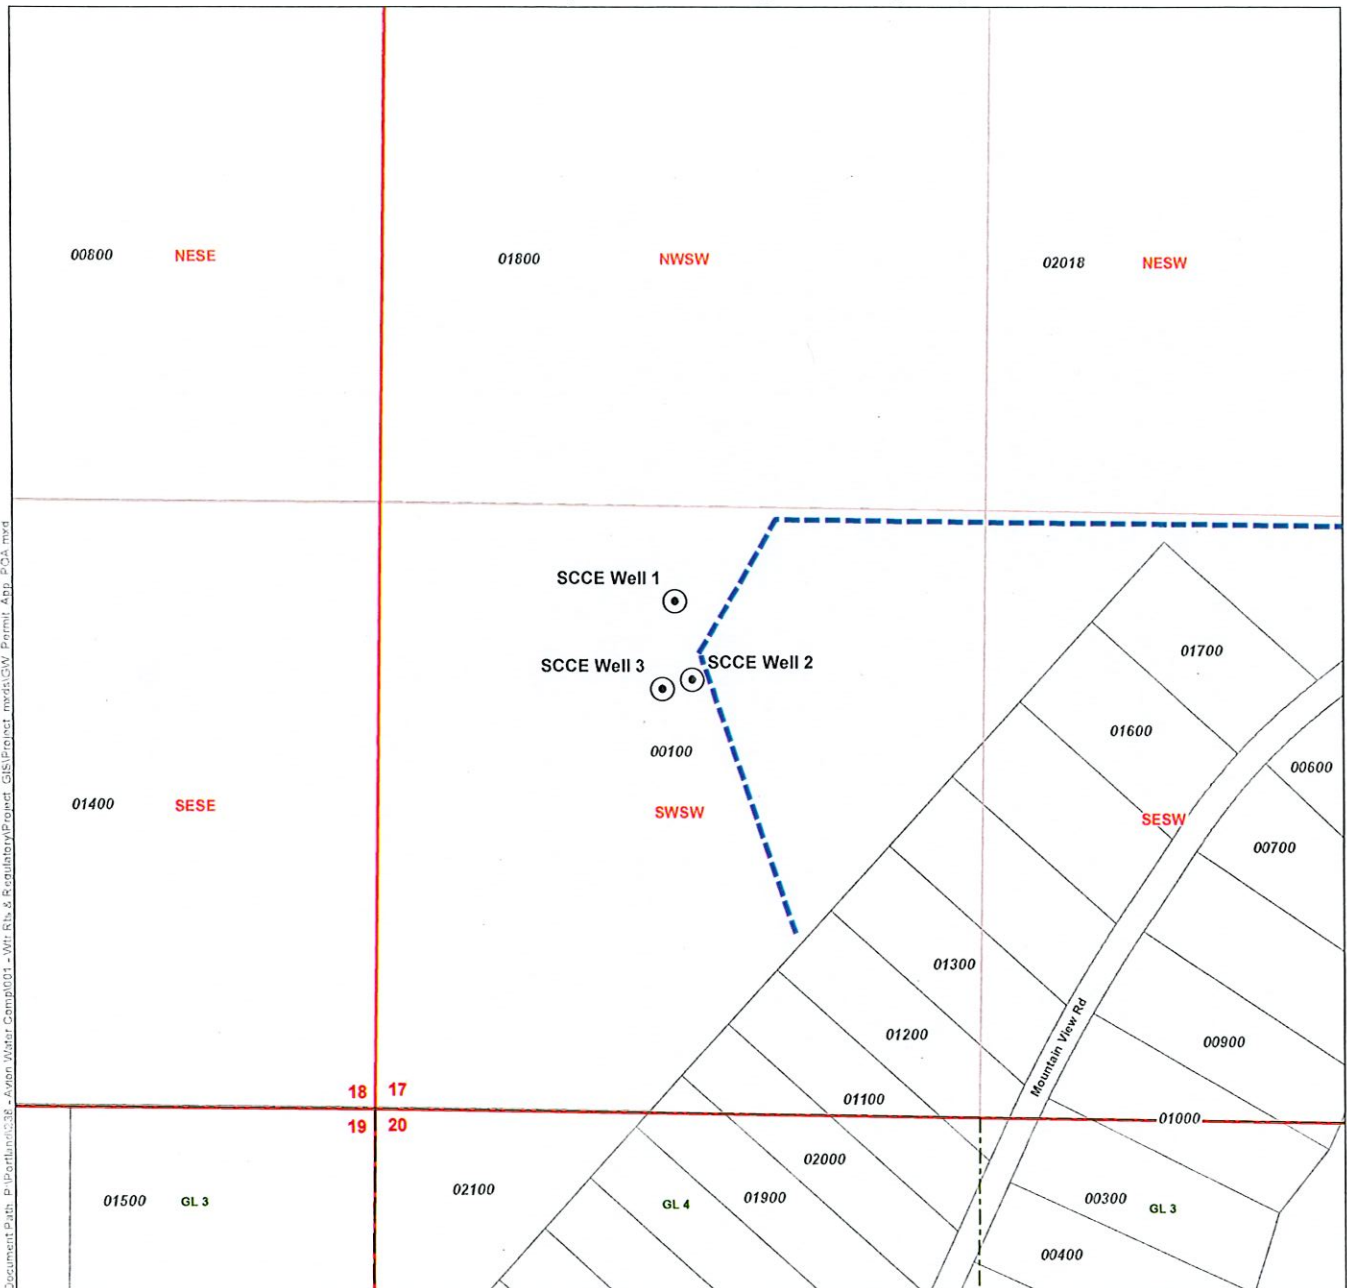 00800 NESE 01800 NWSW 02018 NESW
SCCE Well 1
SCCE Well 3 SCCE Well 2
01700
01600
00600
00100
01400 SESE SWSW SESW
00700
01300
01200
00900
Mountain View Rd
18 17
01100
01000
19 20
02000
02100
01500 GL 3 GL 4 01900 00300 GL 3
00400